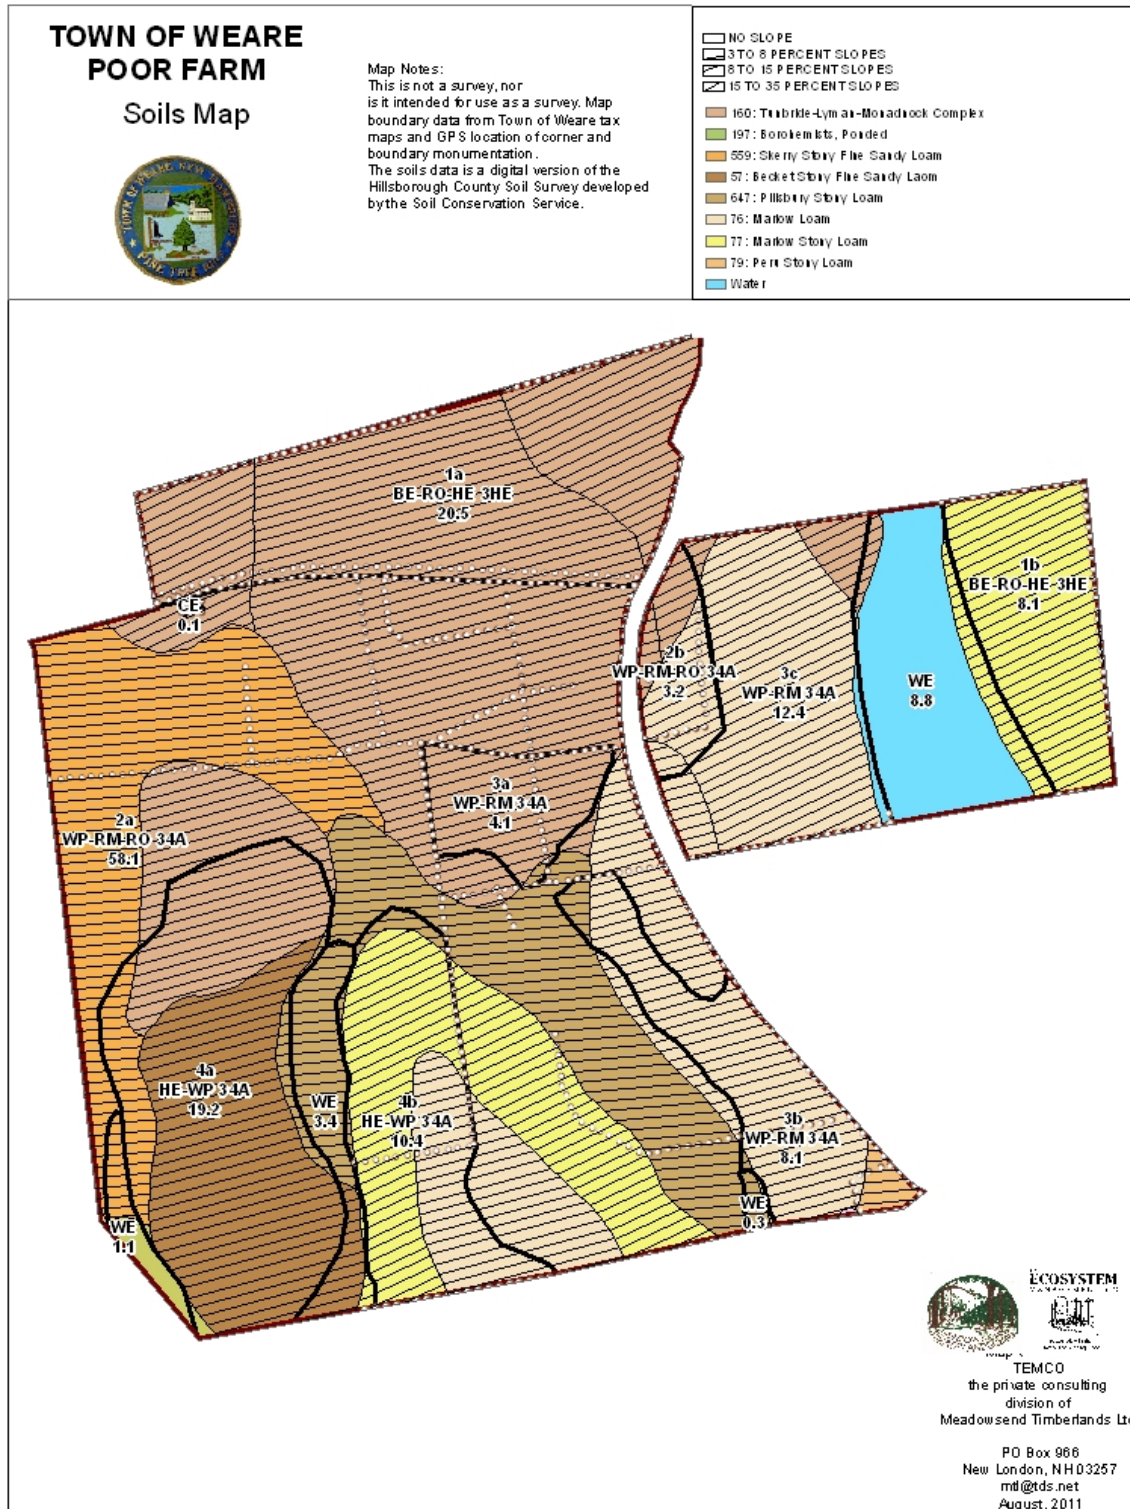 TOWN OF WEARE
POOR FARM
Soils Map
Map Notes:
This is not a survey, nor
is it intended for use as a survey. Map
boundary data from Town of Weare tax
maps and GPS location of corner and
boundary monumentation.
The soils data is a digital version of the
Hillsborough County Soil Survey developed
by the Soil Conservation Service.
NO SLOPE
3 TO 8 PERCENT SLOPES
8 TO 15 PERCENT SLOPES
15 TO 35 PERCENT SLOPES
160: Tunbridge-Lyman-Monadnock Complex
197: Borohemists, Ponded
559: Skerry Stony Fine Sandy Loam
57: Becket Stony Fine Sandy Laom
647: Pillsbury Stony Loam
76: Marlow Loam
77: Marlow Stony Loam
79: Peru Stony Loam
Water
1a
BE-RO-HE 3HE
20.5
CE
0.1
1b
BE-RO-HE 3HE
8.1
2b
WP-RM-RO 34A
3.2
3c
WP-RM 34A
12.4
WE
8.8
3a
WP-RM 34A
4.1
2a
WP-RM-RO 34A
58.1
4a
HE-WP 34A
19.2
WE
3.4
4b
HE-WP 34A
10.4
3b
WP-RM 34A
8.1
WE
0.3
WE
1.1
ECOSYSTEM
TEMCO
the private consulting
division of
Meadowsend Timberlands Ltd
PO Box 966
New London, NH 03257
mtl@tds.net
August, 2011